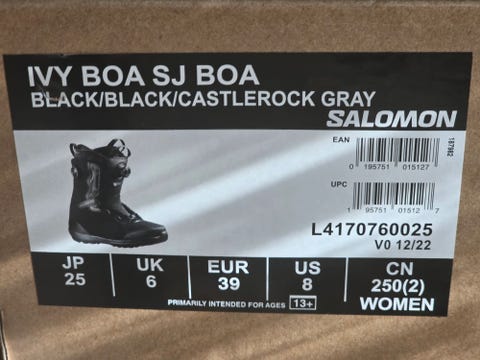 IVY BOA SJ BOA
BLACK/BLACK/CASTLEROCK GRAY
SALOMON
EAN
0 195751 015127
187982
UPC
1 95751 01512 7
L4170760025
V0 12/22
JP UK EUR US CN
25 6 39 8 250(2)
WOMEN
PRIMARILY INTENDED FOR AGES 13+